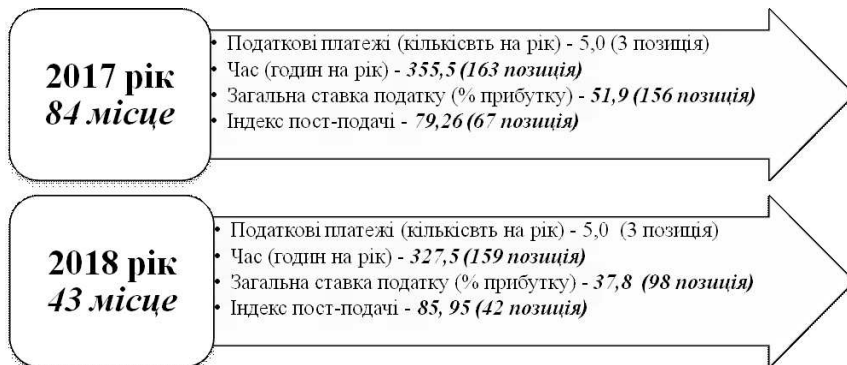 2017 рік
84 місце
• Податкові платежі (кількісвть на рік) - 5,0 (3 позиція)
• Час (годин на рік) - 355,5 (163 позиція)
• Загальна ставка податку (% прибутку) - 51,9 (156 позиція)
• Індекс пост-подачі - 79,26 (67 позиція)
2018 рік
43 місце
• Податкові платежі (кількісвть на рік) - 5,0 (3 позиція)
• Час (годин на рік) - 327,5 (159 позиція)
• Загальна ставка податку (% прибутку) - 37,8 (98 позиція)
• Індекс пост-подачі - 85, 95 (42 позиція)